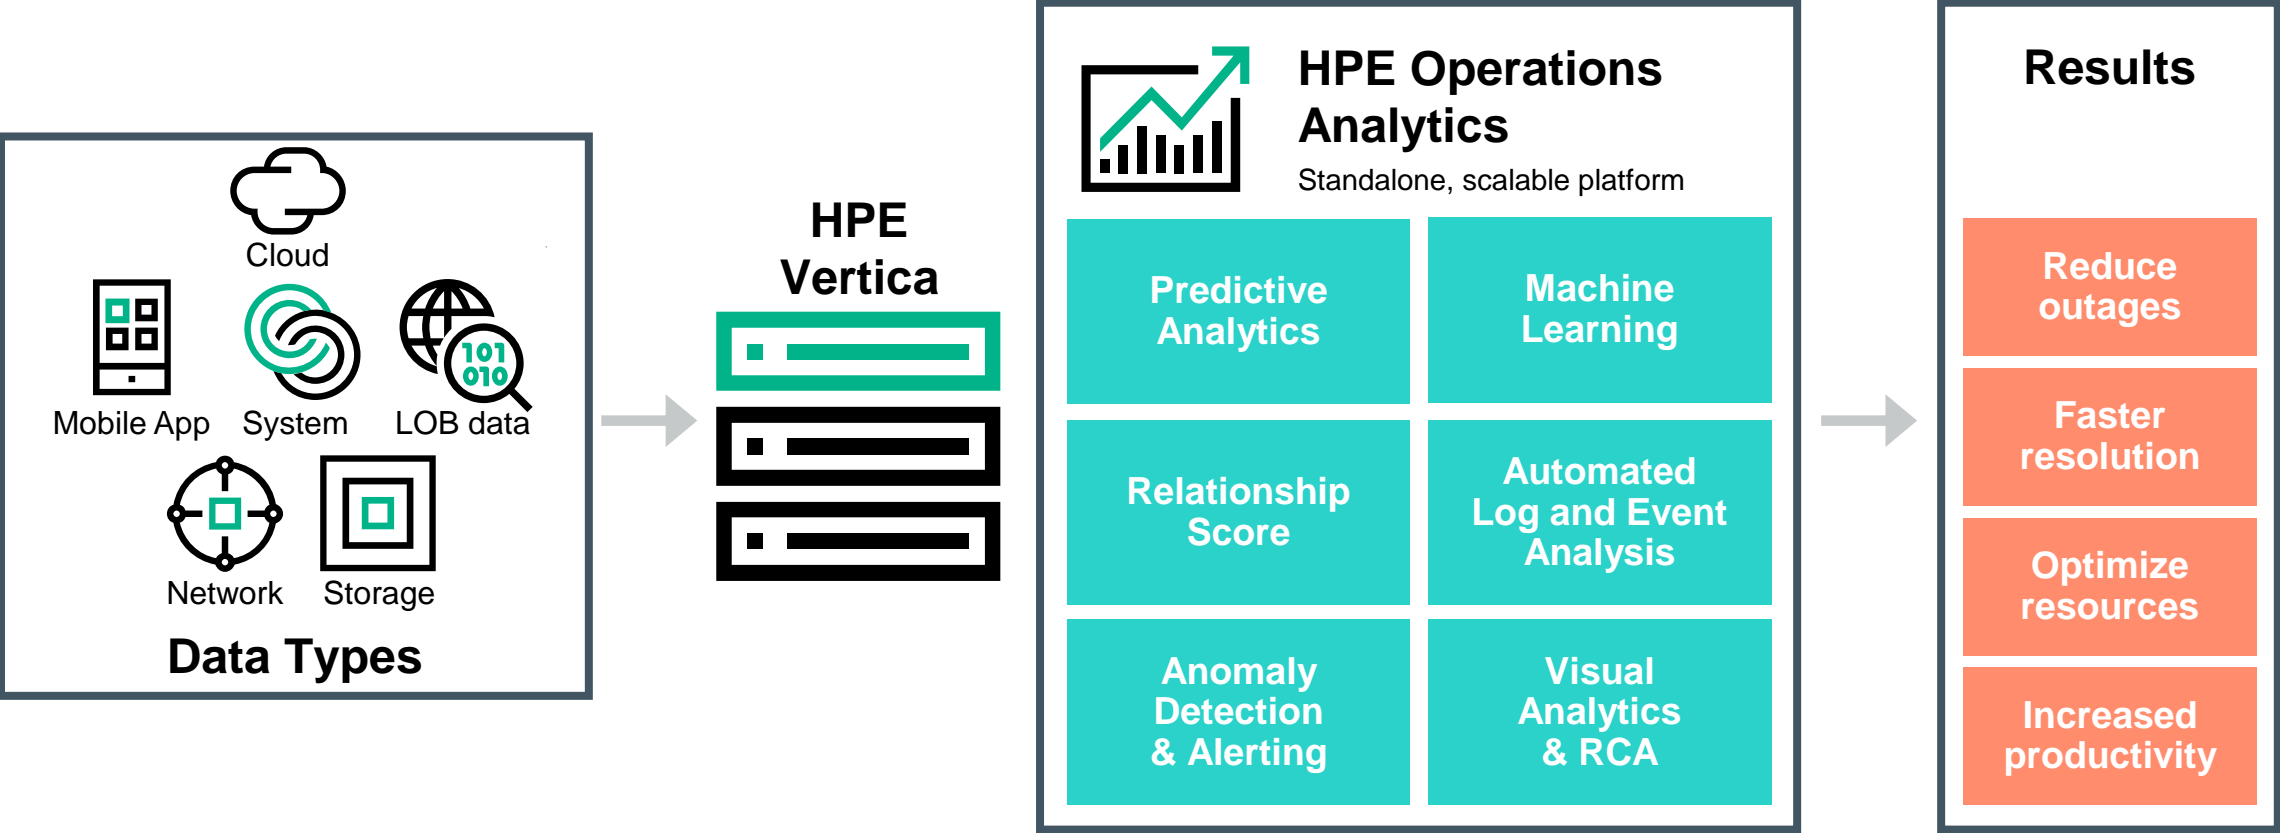 Cloud
Mobile App
System
LOB data
101
010
Network
Storage
Data Types
HPE
Vertica
HPE Operations
Analytics
Standalone, scalable platform
Predictive
Analytics
Machine
Learning
Relationship
Score
Automated
Log and Event
Analysis
Anomaly
Detection
& Alerting
Visual
Analytics
& RCA
Results
Reduce
outages
Faster
resolution
Optimize
resources
Increased
productivity